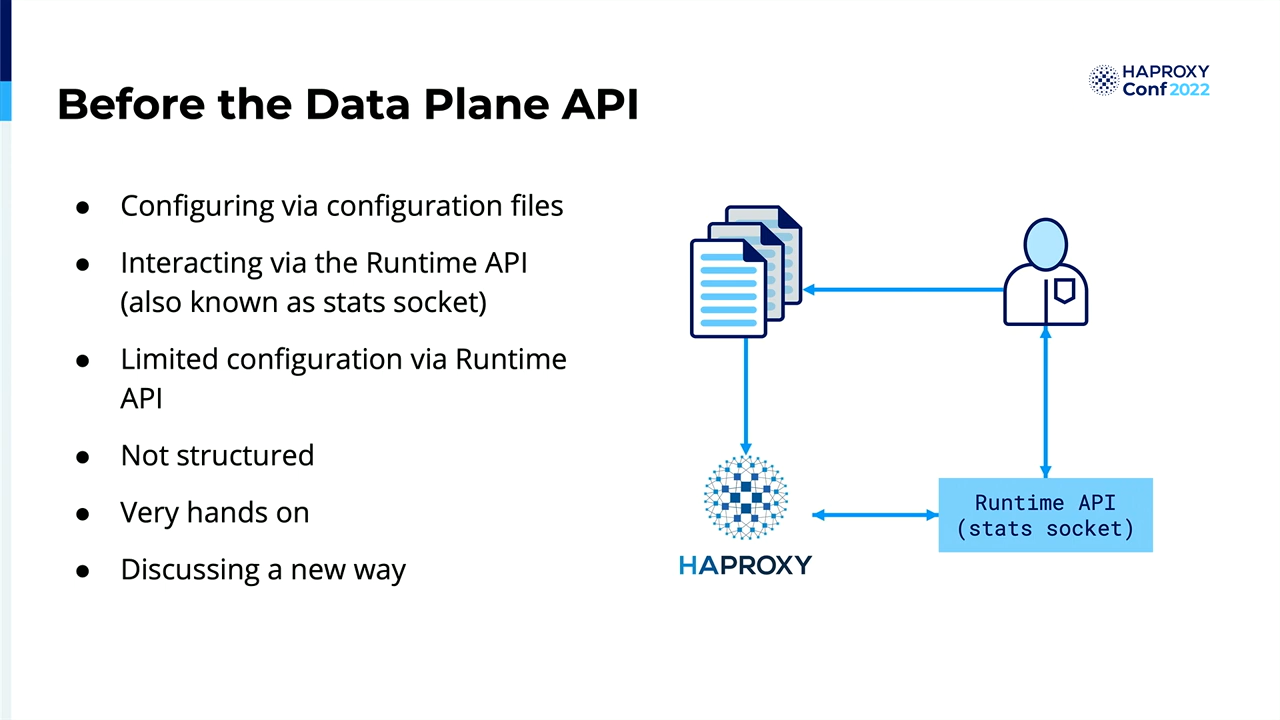 HAPROXY
Conf 2022
Before the Data Plane API
● Configuring via configuration files
● Interacting via the Runtime API
(also known as stats socket)
● Limited configuration via Runtime
API
● Not structured
● Very hands on
● Discussing a new way
HAPROXY
Runtime API
(stats socket)